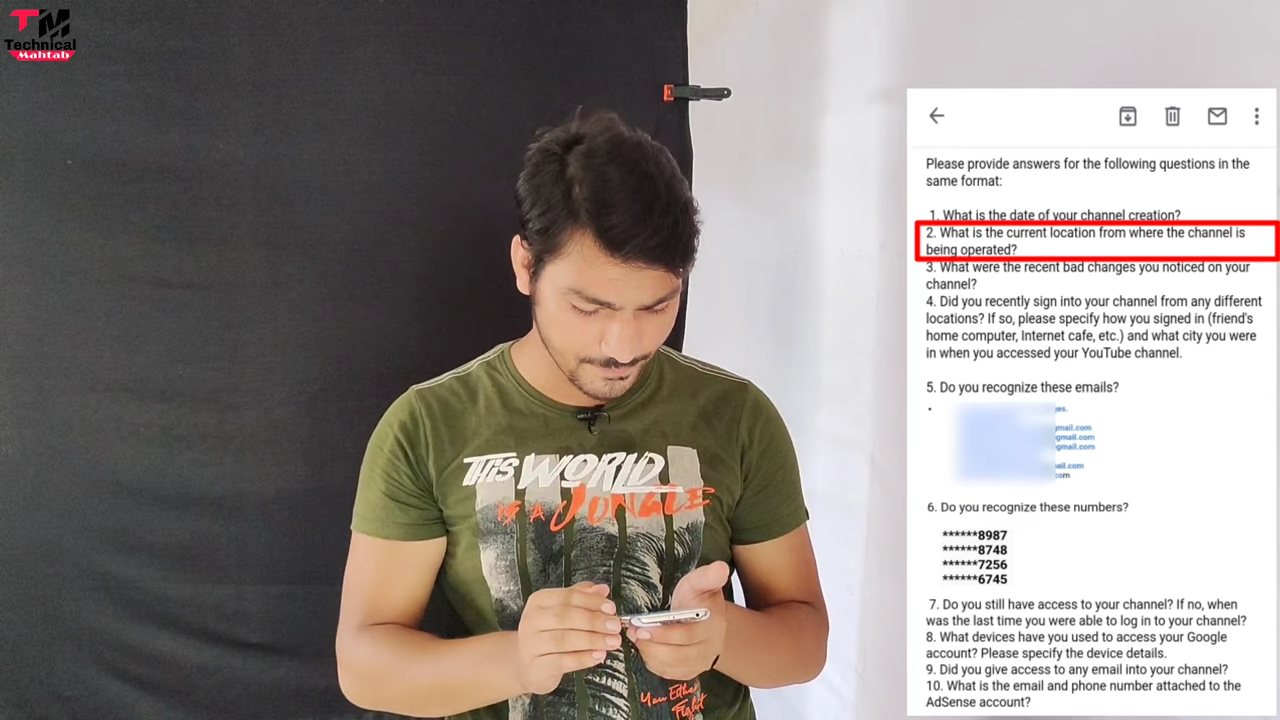 TM
Technical
Mahtab
THIS WORLD
IS A JUNGLE
You Either
Fight
Please provide answers for the following questions in the
same format:
1. What is the date of your channel creation?
2. What is the current location from where the channel is
being operated?
3. What were the recent bad changes you noticed on your
channel?
4. Did you recently sign into your channel from any different
locations? If so, please specify how you signed in (friend's
home computer, Internet cafe, etc.) and what city you were
in when you accessed your YouTube channel.
5. Do you recognize these emails?
gmail.com
gmail.com
gmail.com
ail.com
com
6. Do you recognize these numbers?
******8987
******8748
******7256
******6745
7. Do you still have access to your channel? If no, when
was the last time you were able to log in to your channel?
8. What devices have you used to access your Google
account? Please specify the device details.
9. Did you give access to any email into your channel?
10. What is the email and phone number attached to the
AdSense account?